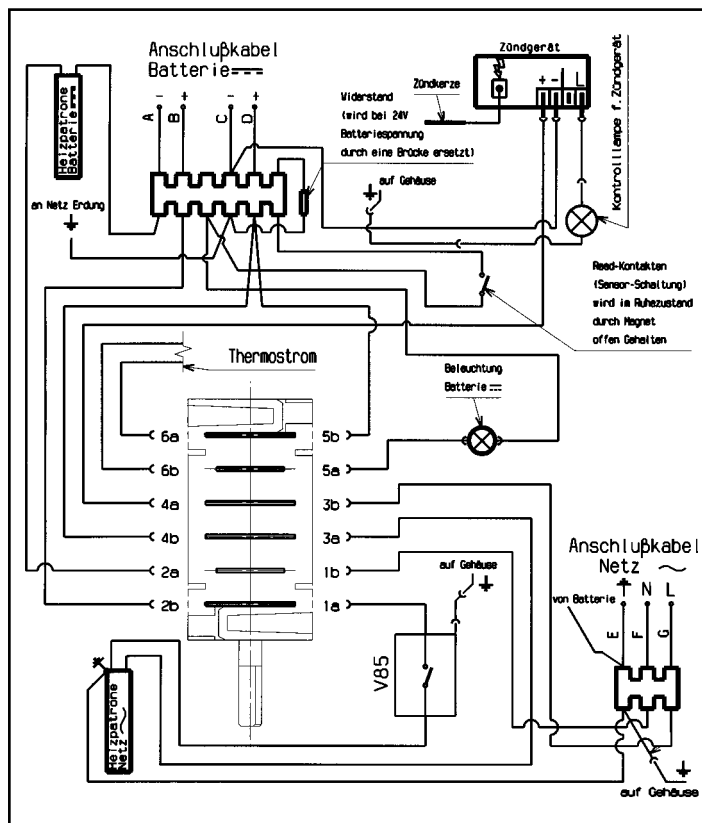 Anschlußkabel
Batterie
- + - +
A B C D
Heizpatrone
Batterie
an Netz Erdung
Widerstand
(wird bei 24V
Batteriespannung
durch eine Brücke ersetzt)
Zündkerze
Zündgerät
+ - L
Kontrolllampe f. Zündgerät
auf Gehäuse
Reed-Kontakten
(Sensor-Schaltung)
wird im Ruhezustand
durch Magnet
offen Gehalten
Thermostrom
Beleuchtung
Batterie
6a 5b
6b 5a
4a 3b
4b 3a
2a 1b
2b 1a
auf Gehäuse
V85
Anschlußkabel
Netz ~
von Batterie
N L
E F G
Heizpatrone
Netz ~
auf Gehäuse